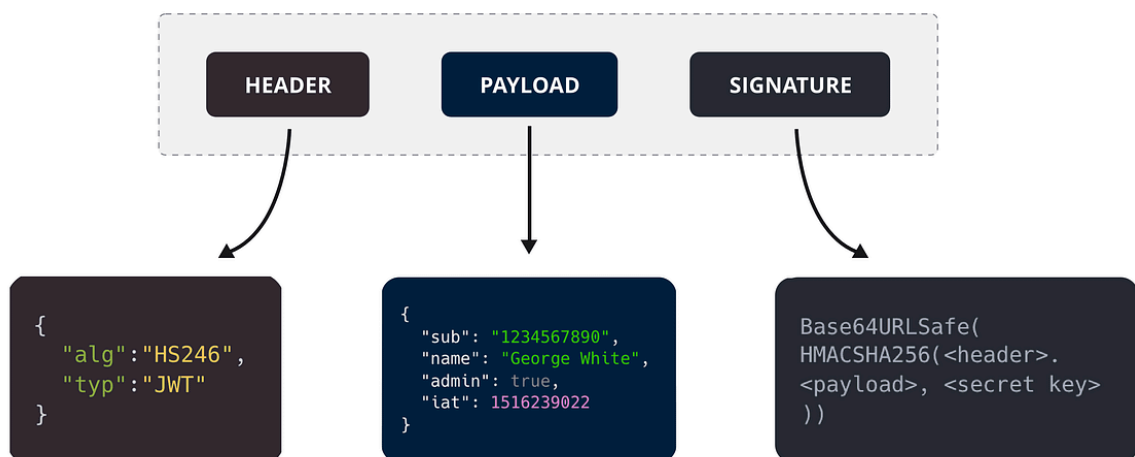 HEADER
PAYLOAD
SIGNATURE
{
"alg":"HS246",
"typ":"JWT"
}
{
"sub": "1234567890",
"name": "George White",
"admin": true,
"iat": 1516239022
}
Base64URLSafe(
HMACSHA256(<header>.
<payload>, <secret key>
))